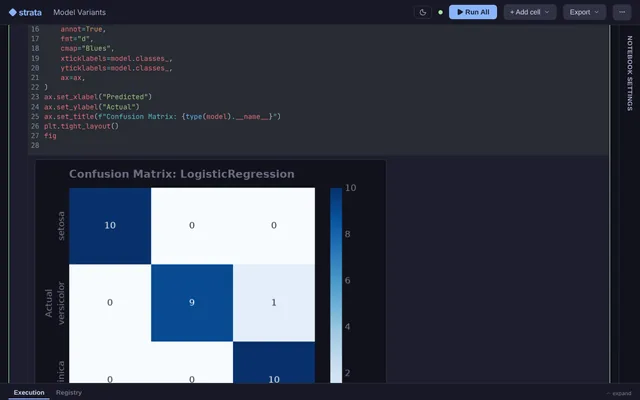 strata
Model Variants
Run All
+ Add cell
Export
16 annot=True,
17 fmt="d",
18 cmap="Blues",
19 xticklabels=model.classes_,
20 yticklabels=model.classes_,
21 ax=ax,
22 )
23 ax.set_xlabel("Predicted")
24 ax.set_ylabel("Actual")
25 ax.set_title(f"Confusion Matrix: {type(model).__name__}")
26 plt.tight_layout()
27 fig
28
NOTEBOOK SETTINGS
Confusion Matrix: LogisticRegression
setosa
10 0 0
Actual
versicolor
0 9 1
0 0 10
10
8
6
4
2
Execution
Registry
expand